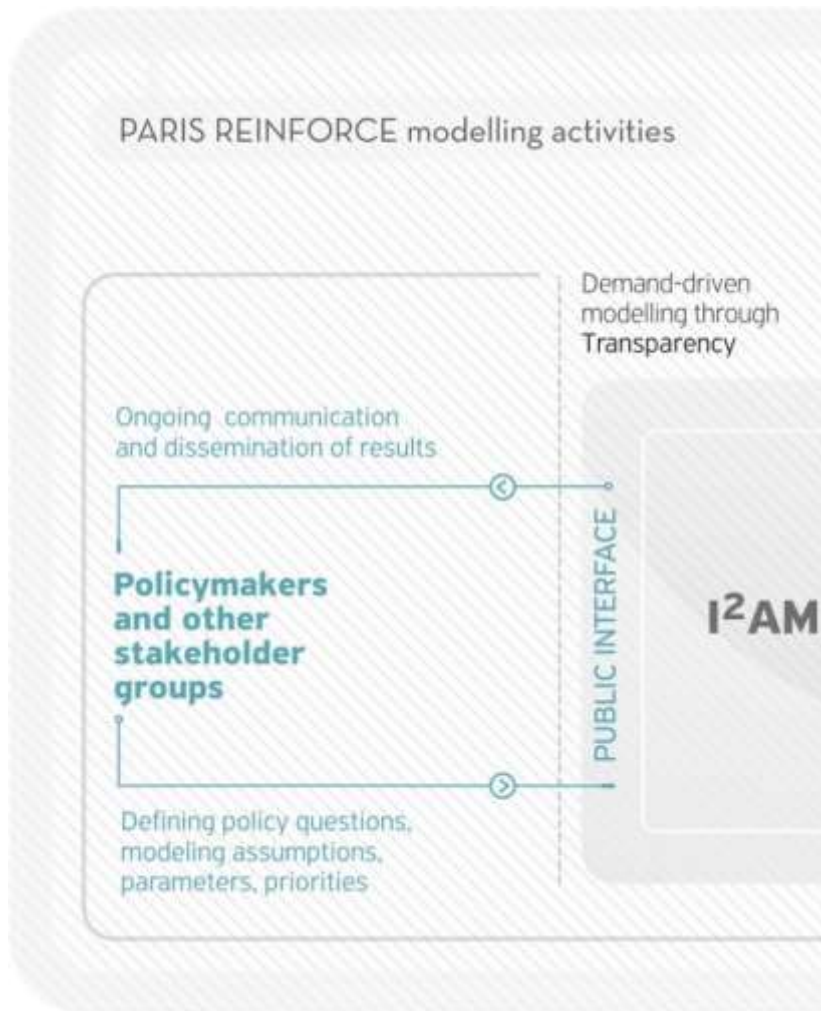 PARIS REINFORCE modelling activities
Demand-driven
modelling through
Transparency
Ongoing communication
and dissemination of results
Policymakers
and other
stakeholder
groups
PUBLIC INTERFACE
I²AM
Defining policy questions,
modeling assumptions,
parameters, priorities